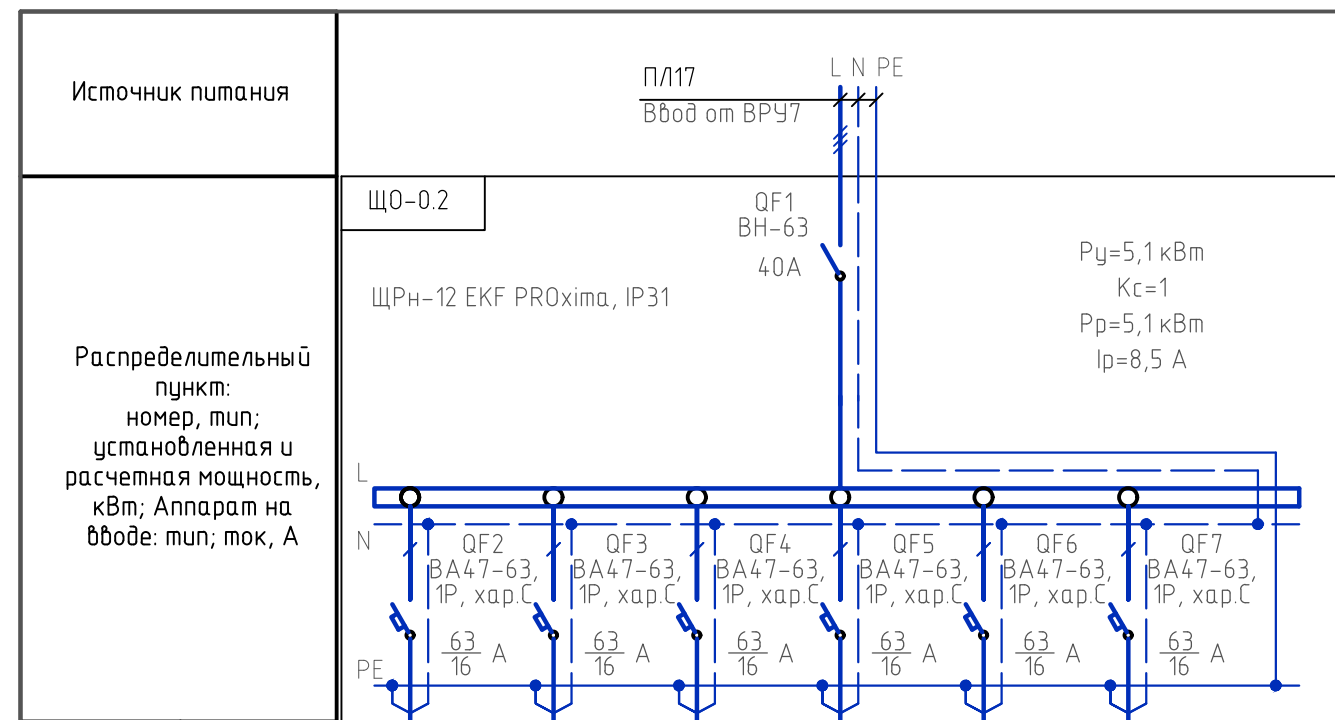 Источник питания
ПЛ17
L N PE
Ввод от ВРУ7
ЩО-0.2
QF1
ВН-63
40А
ЩРн-12 EKF PROxima, IP31
Ру=5,1 кВт
Кс=1
Рр=5,1 кВт
Iр=8,5 А
Распределительный
пункт:
номер, тип;
установленная и
расчетная мощность,
кВт; Аппарат на
вводе: тип; ток, А
L
N
QF2
ВА47-63,
1Р, хар.С
63
16 А
QF3
ВА47-63,
1Р, хар.С
63
16 А
QF4
ВА47-63,
1Р, хар.С
63
16 А
QF5
ВА47-63,
1Р, хар.С
63
16 А
QF6
ВА47-63,
1Р, хар.С
63
16 А
QF7
ВА47-63,
1Р, хар.С
63
16 А
PE